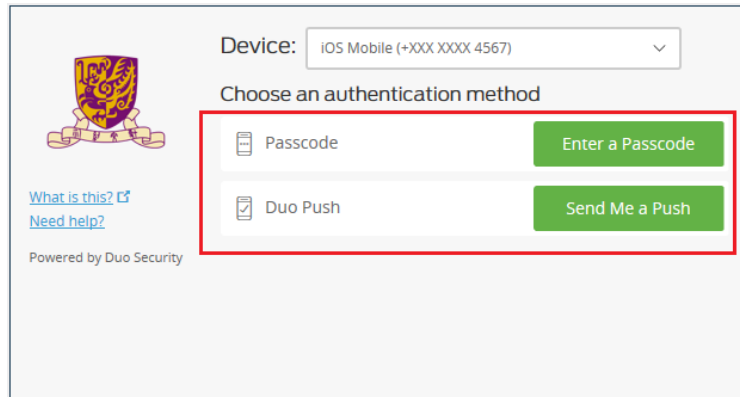 Device:
iOS Mobile (+XXX XXXX 4567)
Choose an authentication method
Passcode
Enter a Passcode
Duo Push
Send Me a Push
What is this?
Need help?
Powered by Duo Security